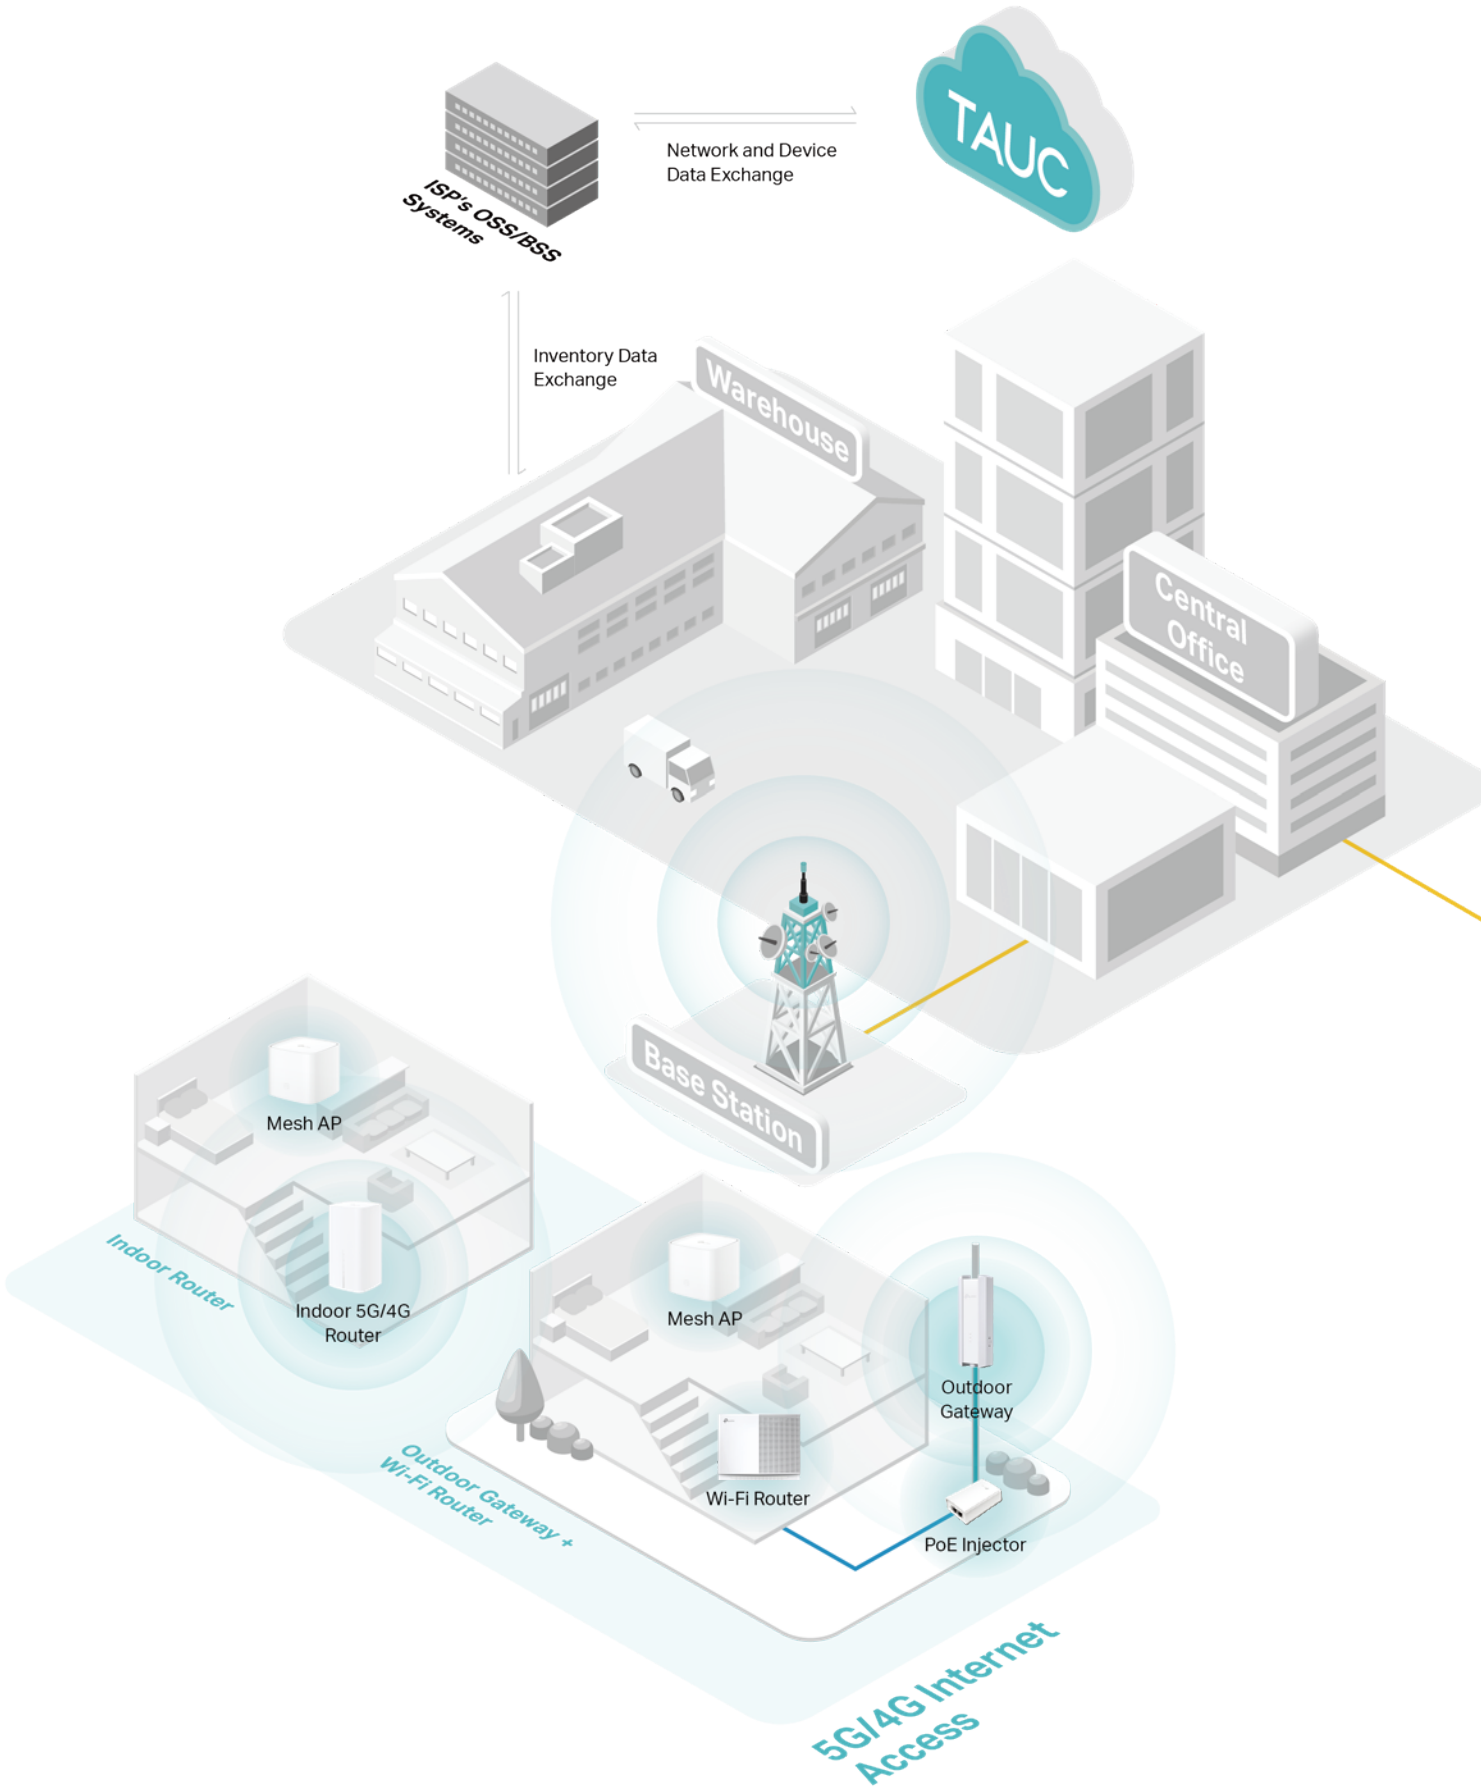 TAUC
Network and Device
Data Exchange
ISP's OSS/BSS
Systems
Inventory Data
Exchange
Warehouse
Central
Office
Base Station
Mesh AP
Indoor Router
Indoor 5G/4G
Router
Mesh AP
Outdoor
Gateway
Outdoor Gateway +
Wi-Fi Router
Wi-Fi Router
PoE Injector
5G/4G Internet
Access